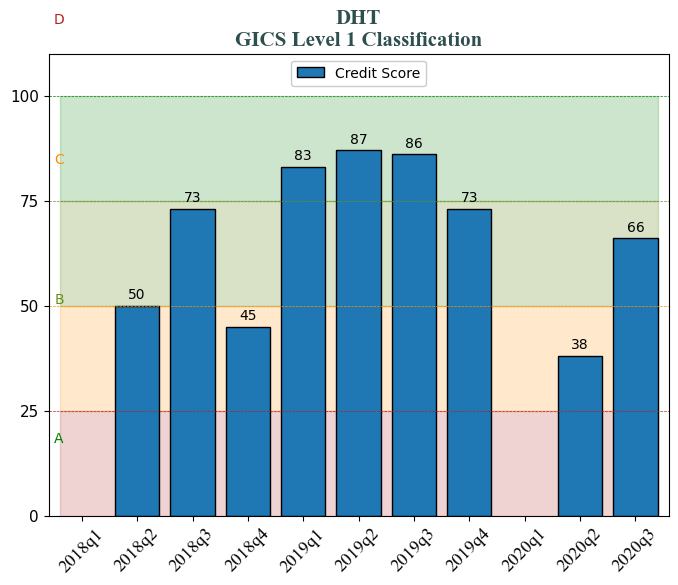 D
DHT
GICS Level 1 Classification
Credit Score
100
C
83
87
86
75
73
73
66
B
50
50
45
38
25
A
0
2018q1
2018q2
2018q3
2018q4
2019q1
2019q2
2019q3
2019q4
2020q1
2020q2
2020q3